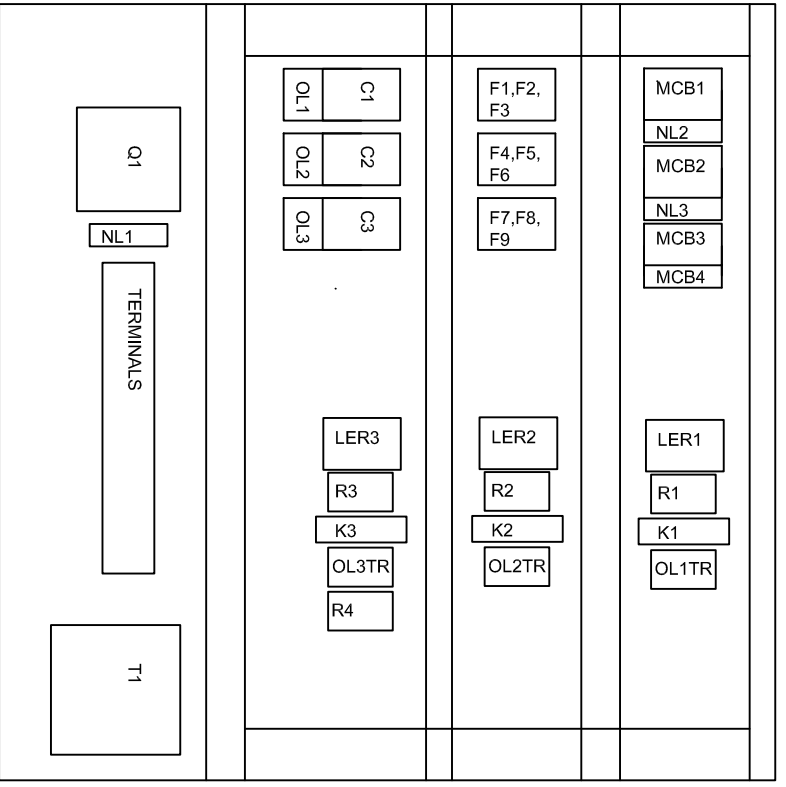 Q1
NL1
TERMINALS
T1
OL1
C1
OL2
C2
OL3
C3
LER3
R3
K3
OL3TR
R4
F1,F2,
F3
F4,F5,
F6
F7,F8,
F9
LER2
R2
K2
OL2TR
MCB1
NL2
MCB2
NL3
MCB3
MCB4
LER1
R1
K1
OL1TR